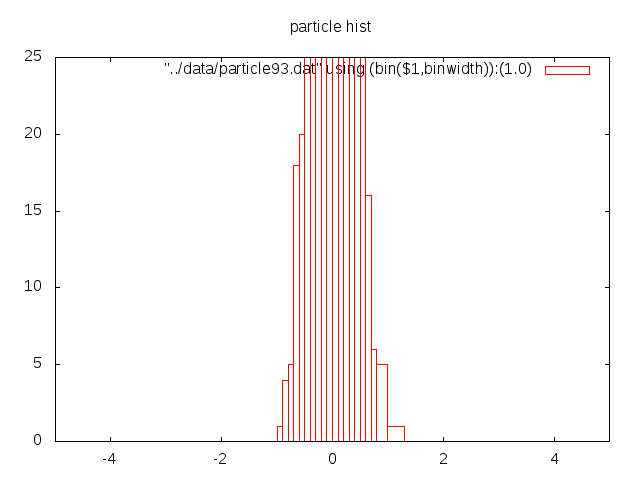 particle hist
"../data/particle93.dat" using (bin($1,binwidth)):(1.0)
25
20
15
10
5
0
-4 -2 0 2 4